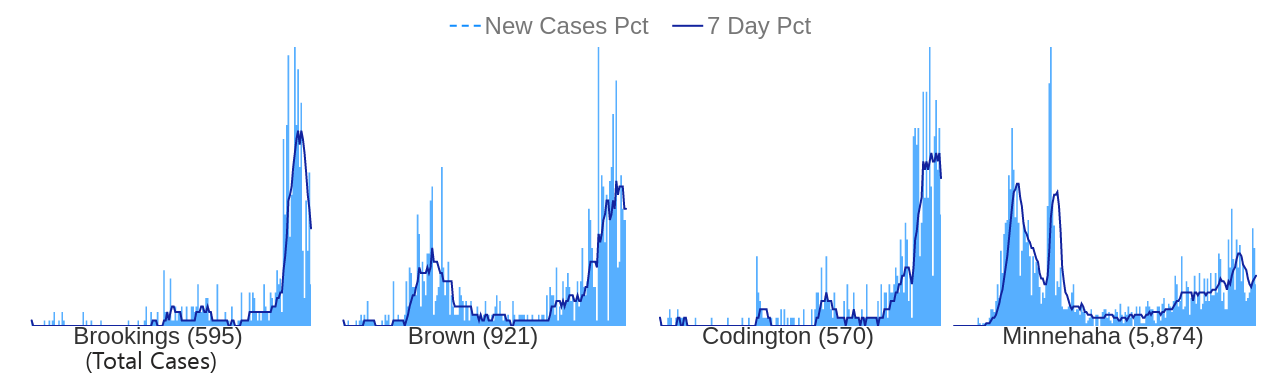 New Cases Pct 7 Day Pct
Brookings (595) Brown (921) Codington (570) Minnehaha (5,874)
(Total Cases)